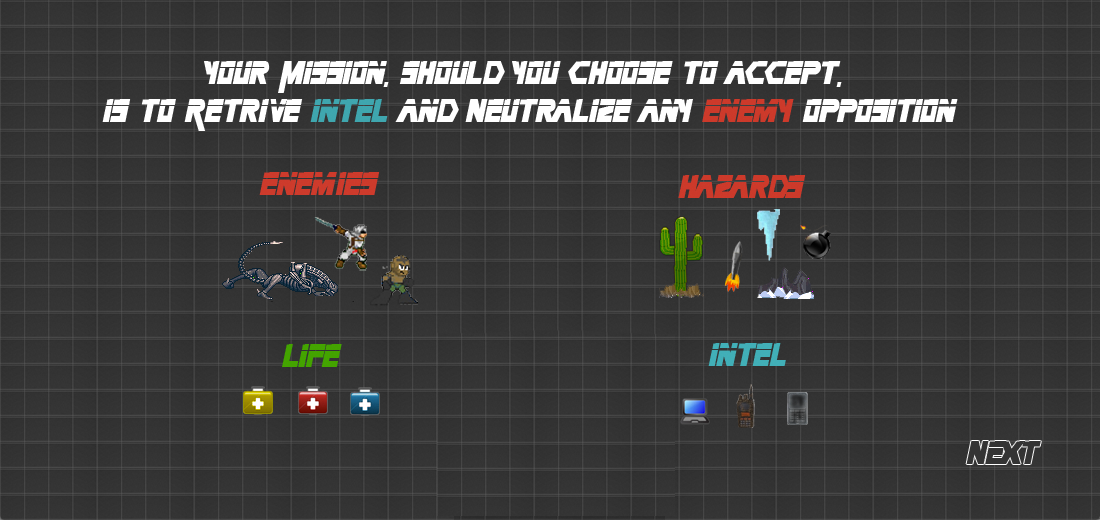 Your Mission, should you choose to accept,
is to Retrive intel and neutralize any enemy opposition
ENEMIES
HAZARDS
LIFE
INTEL
NEXT